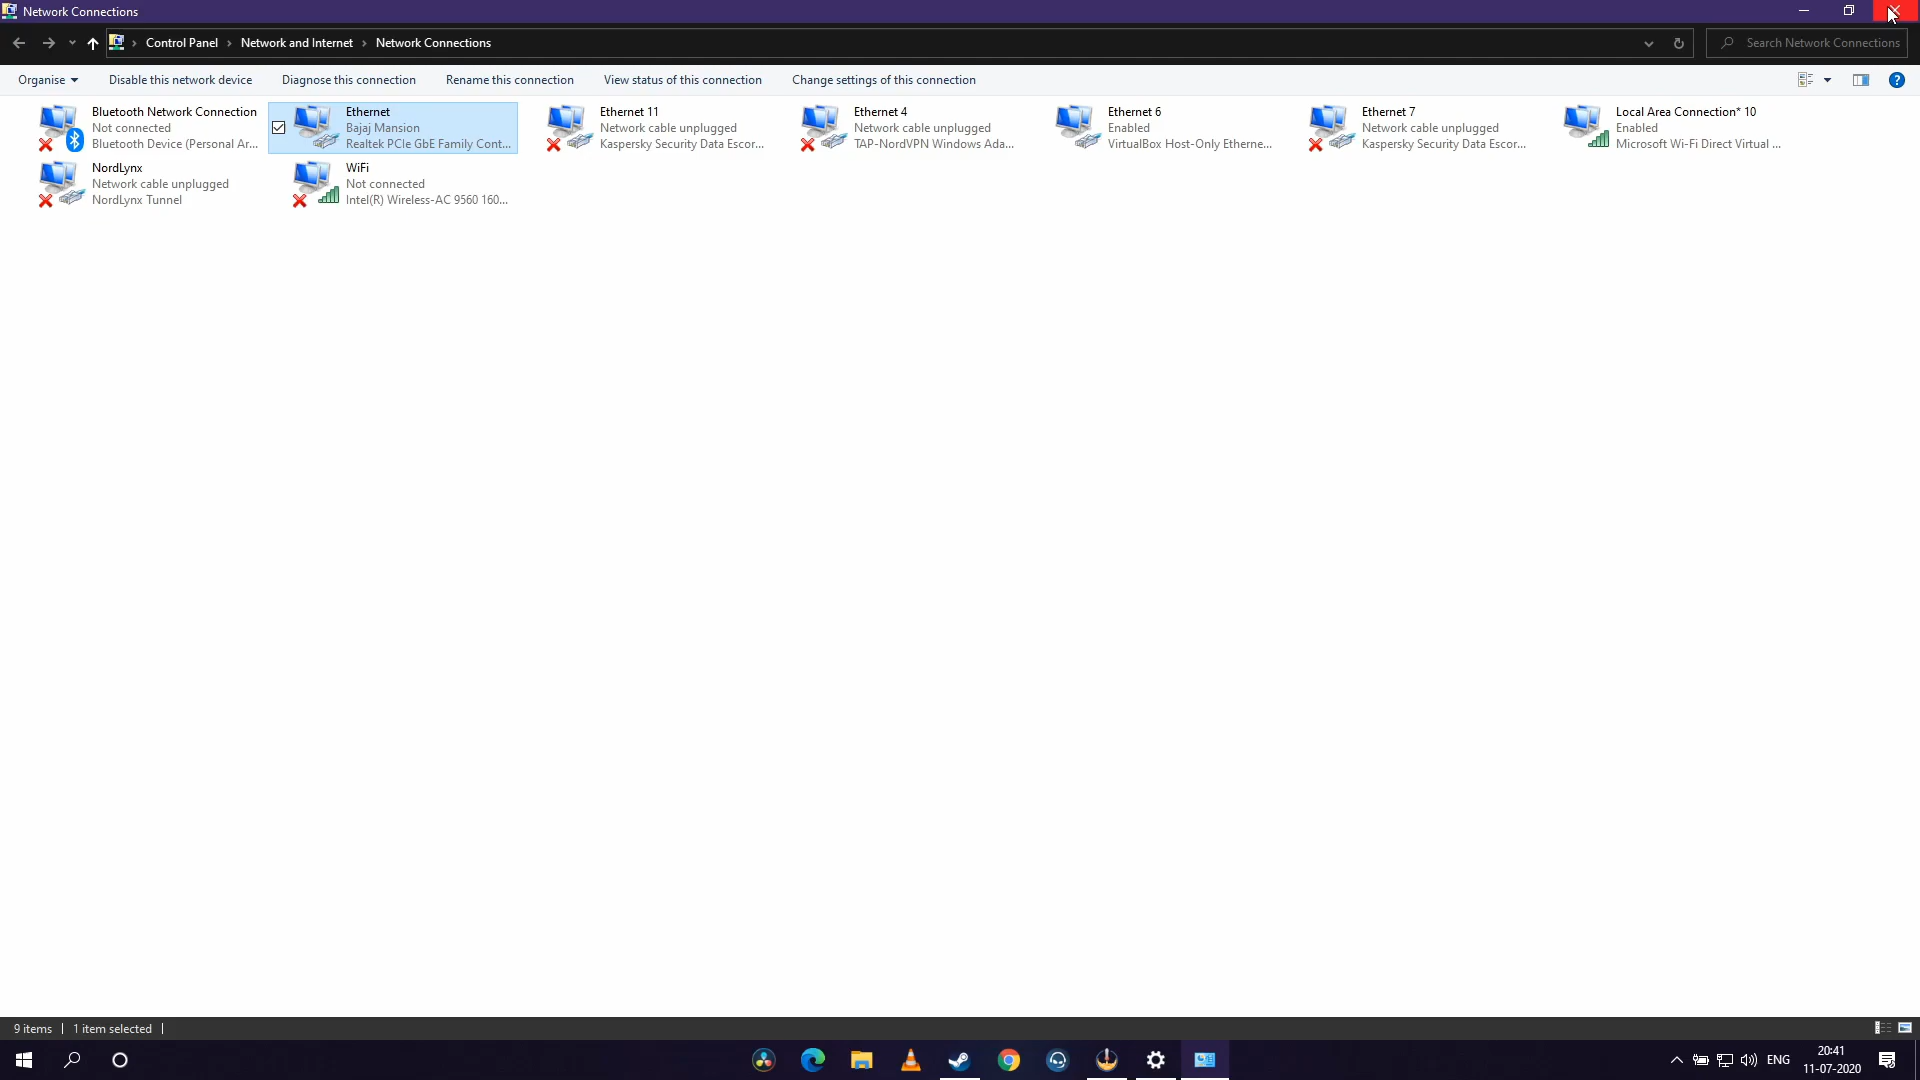 Network Connections
Control Panel > Network and Internet > Network Connections
Search Network Connections
Organise Disable this network device Diagnose this connection Rename this connection View status of this connection Change settings of this connection
Bluetooth Network Connection
Not connected
Bluetooth Device (Personal Ar...
Ethernet
Bajaj Mansion
Realtek PCIe GbE Family Cont...
Ethernet 11
Network cable unplugged
Kaspersky Security Data Escor...
Ethernet 4
Network cable unplugged
TAP-NordVPN Windows Ada...
Ethernet 6
Enabled
VirtualBox Host-Only Etherne...
Ethernet 7
Network cable unplugged
Kaspersky Security Data Escor...
Local Area Connection* 10
Enabled
Microsoft Wi-Fi Direct Virtual ...
NordLynx
Network cable unplugged
NordLynx Tunnel
WiFi
Not connected
Intel(R) Wireless-AC 9560 160...
9 items 1 item selected
ENG
20:41
11-07-2020